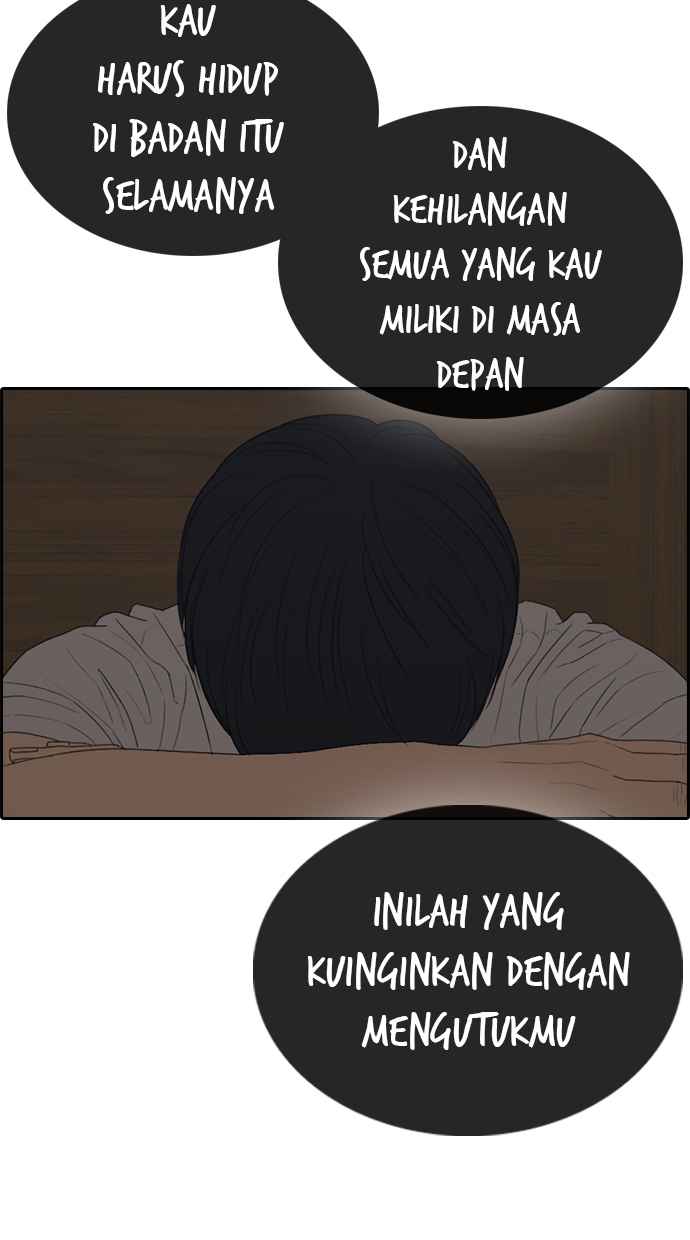 KAU
HARUS HIDUP
DI BADAN ITU
SELAMANYA
DAN
KEHILANGAN
SEMUA YANG KAU
MILIKI DI MASA
DEPAN
INILAH YANG
KUINGINKAN DENGAN
MENGUTUKMU